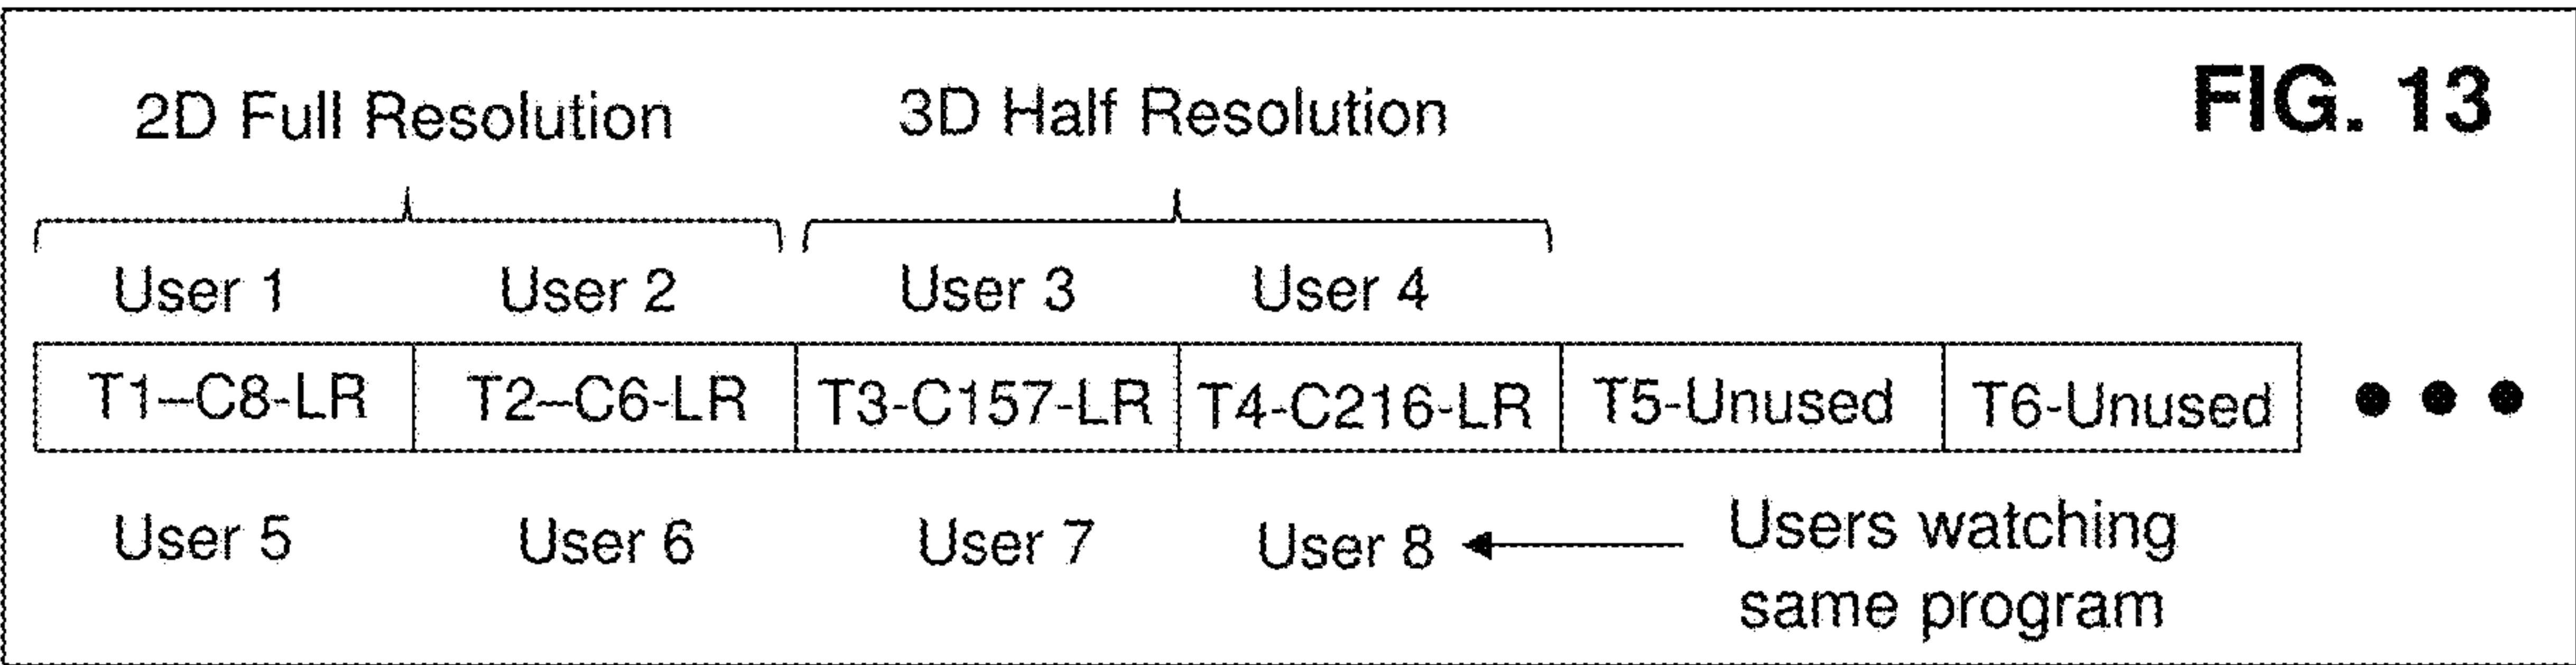 FIG. 13
2D Full Resolution 3D Half Resolution
User 1 User 2 User 3 User 4
T1–C8-LR T2–C6-LR T3-C157-LR T4-C216-LR T5-Unused T6-Unused
User 5 User 6 User 7 User 8 Users watching
same program